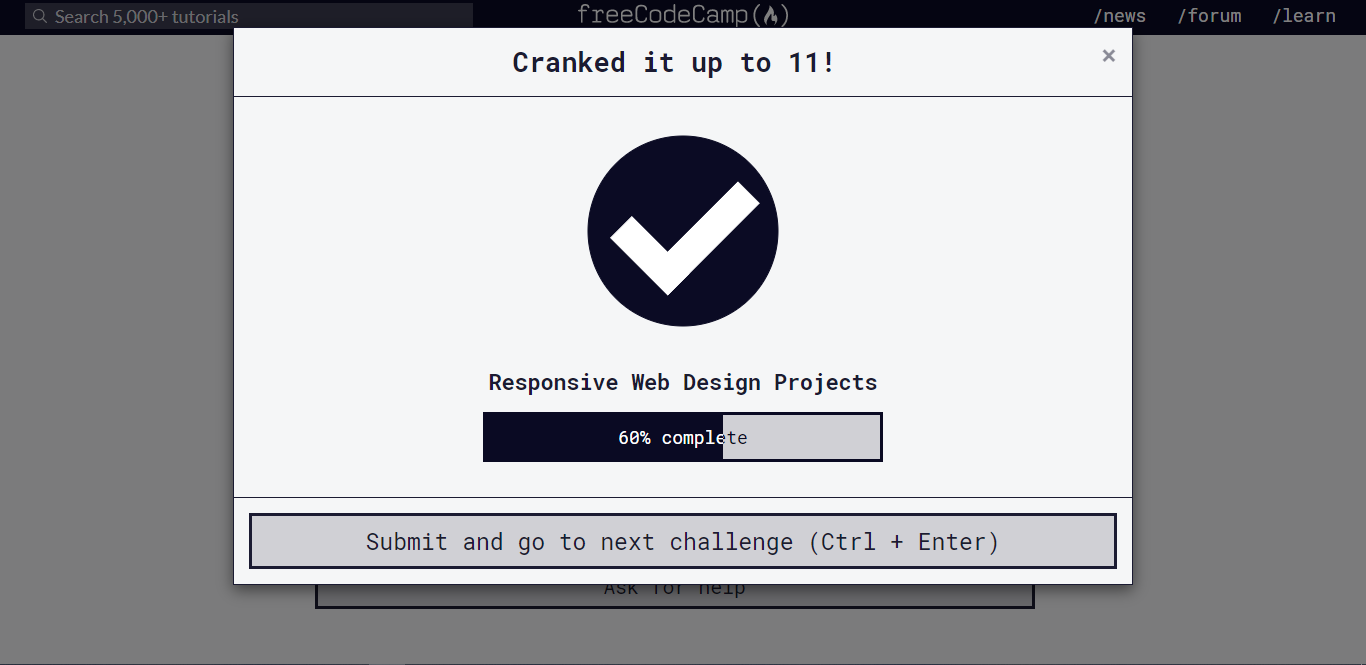 Search 5,000+ tutorials
freeCodeCamp
/news
/forum
/learn
Cranked it up to 11!
×
Responsive Web Design Projects
60% complete
Submit and go to next challenge (Ctrl + Enter)
Ask for help